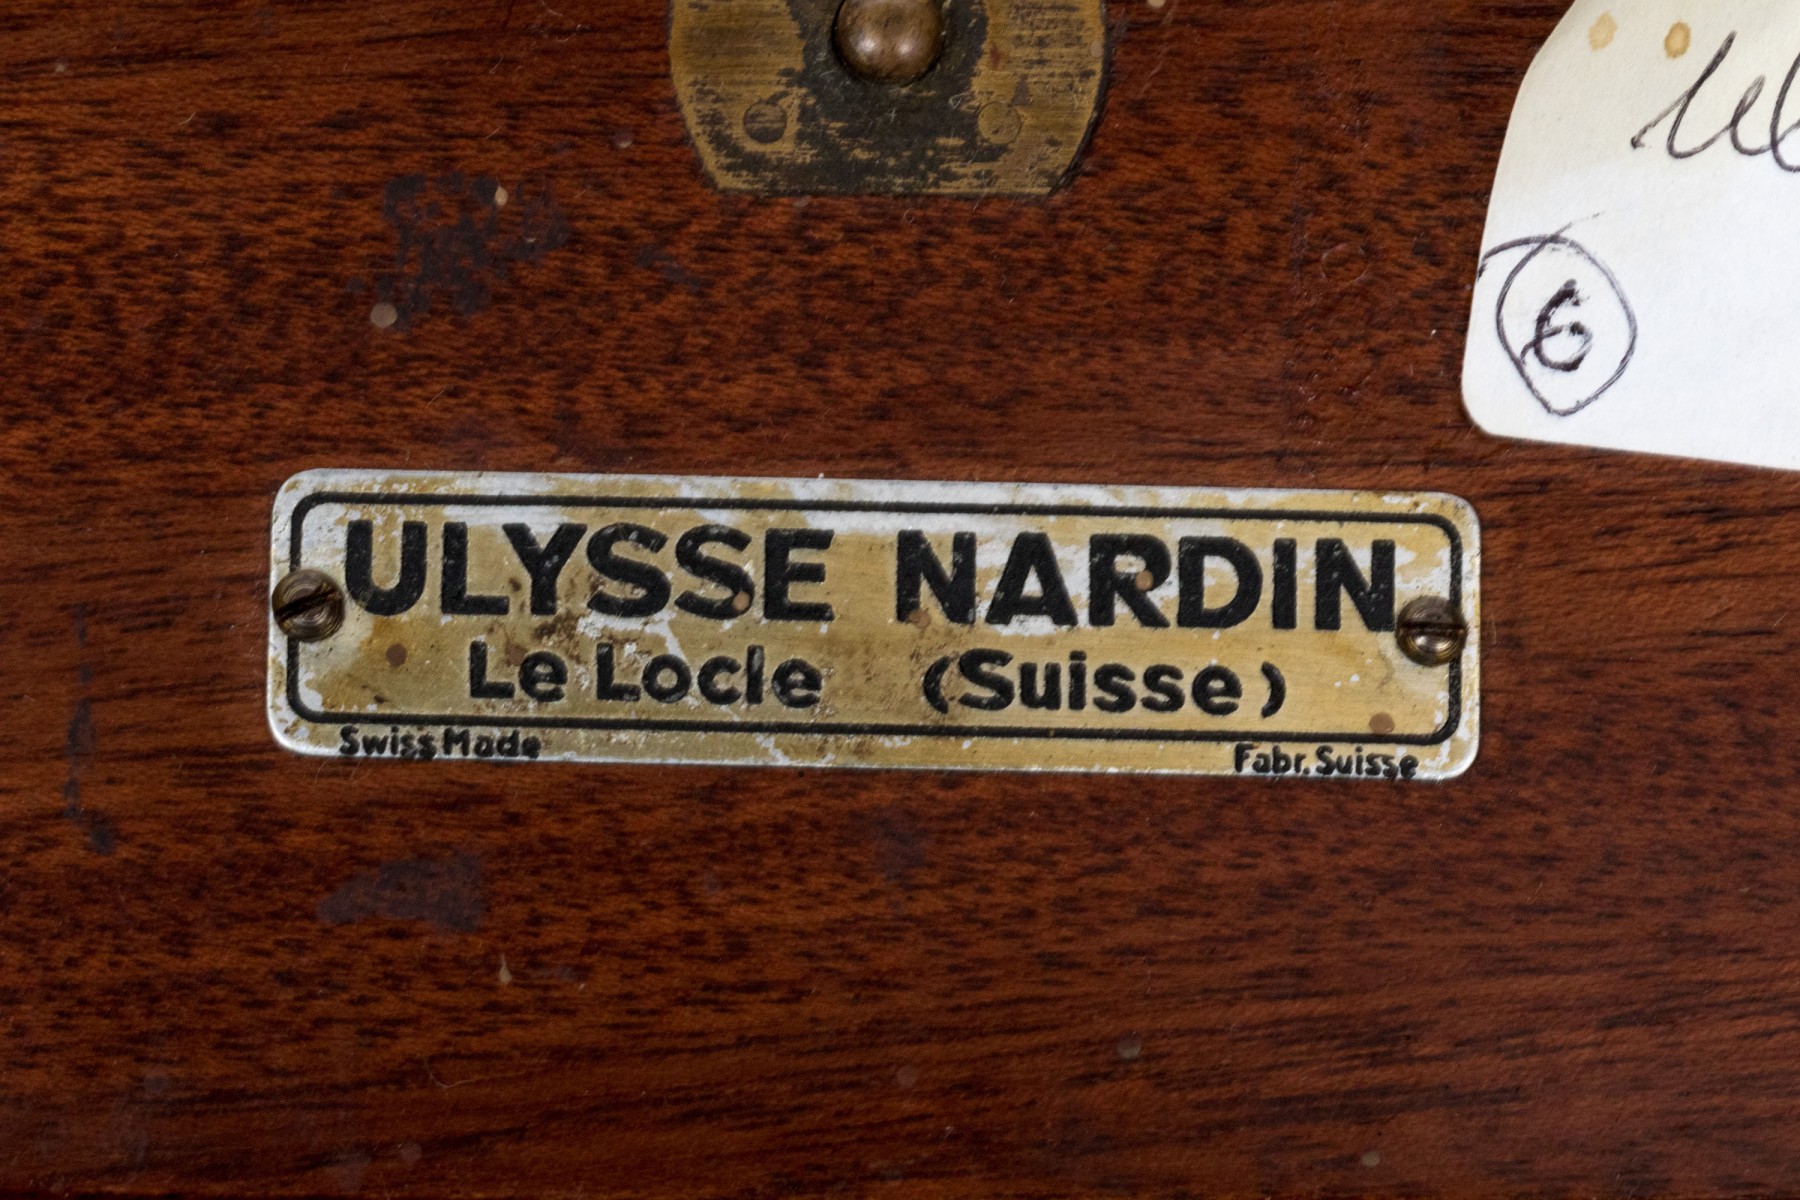 ULYSSE NARDIN
Le Locle (Suisse)
Swiss Made Fabr. Suisse
6